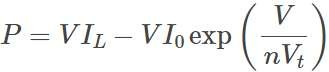 P = VI_L − VI_0 exp(V/nV_t)